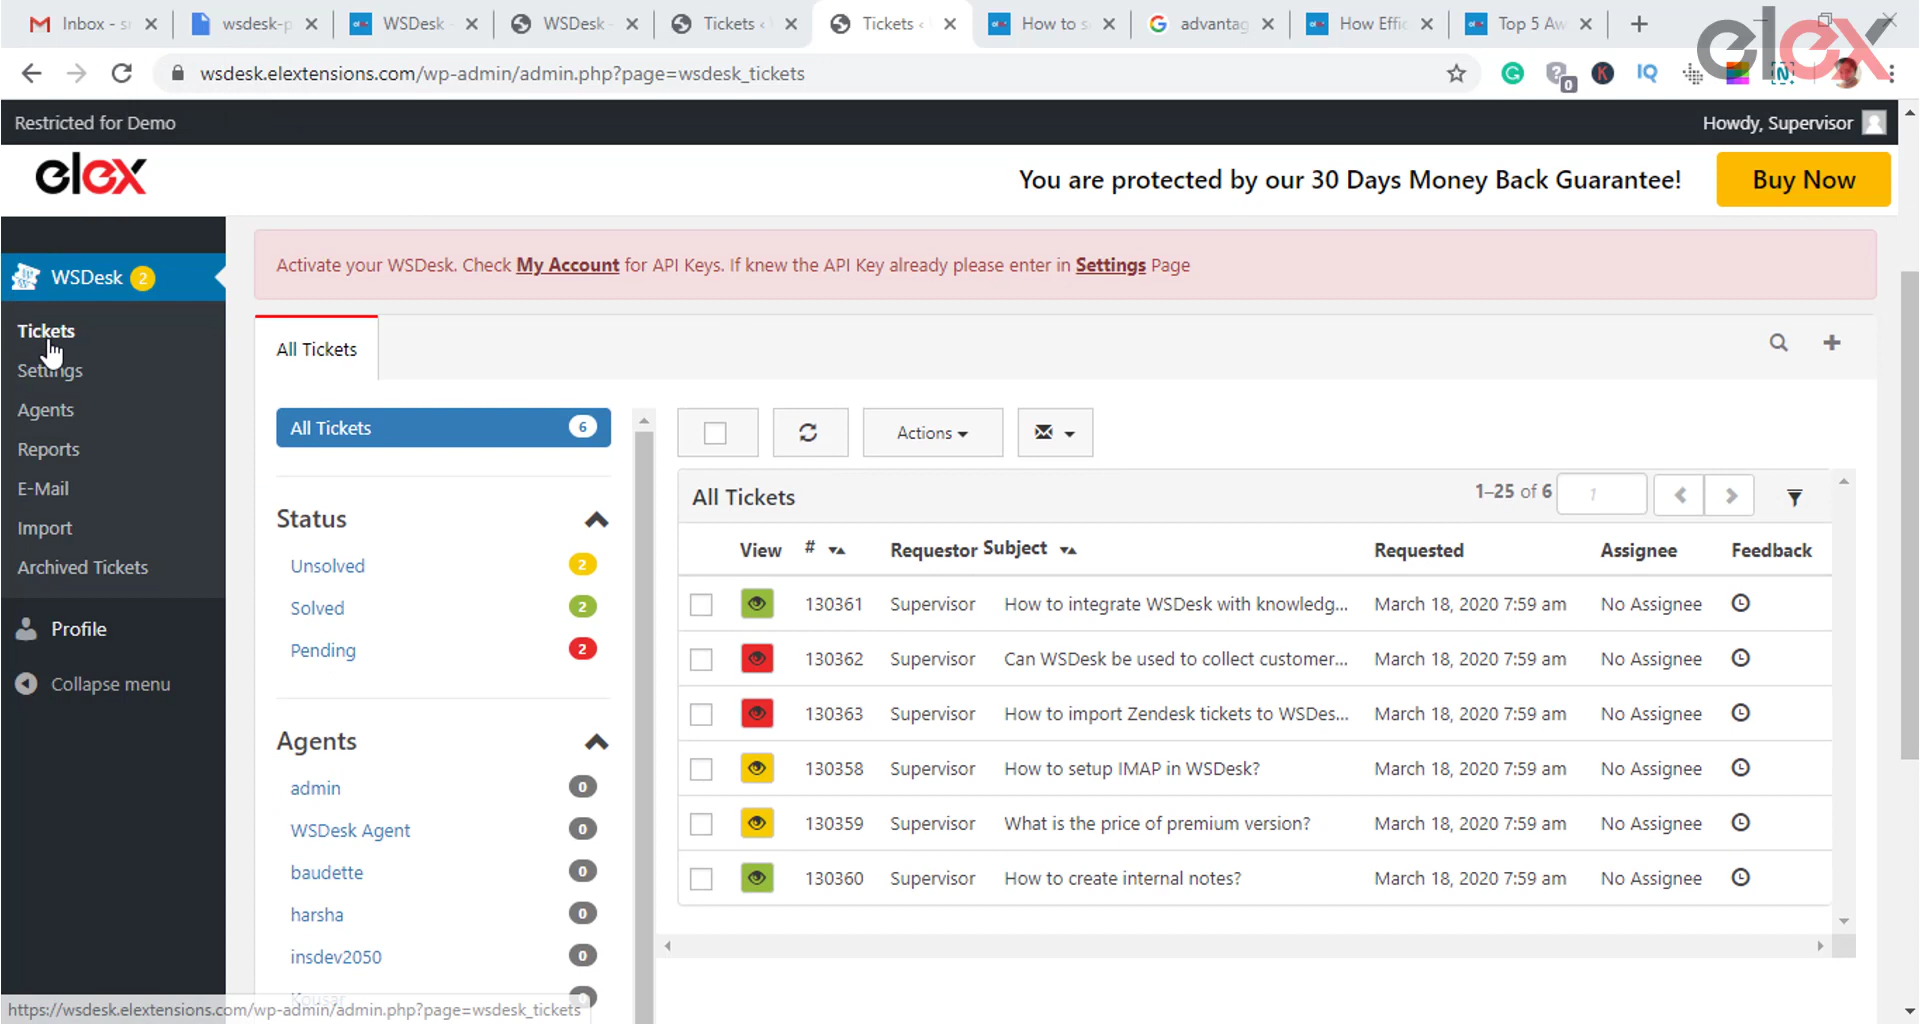 Inbox - sr
wsdesk-p
WSDesk -
WSDesk -
Tickets ‹ \
Tickets ‹
How to s
advantag
How Effic
Top 5 Aw
elex
wsdesk.elextensions.com/wp-admin/admin.php?page=wsdesk_tickets
0
K
IQ
N
Restricted for Demo
Howdy, Supervisor
elex
You are protected by our 30 Days Money Back Guarantee!
Buy Now
WSDesk 2
Activate your WSDesk. Check My Account for API Keys. If knew the API Key already please enter in Settings Page
Tickets
Settings
Agents
Reports
E-Mail
Import
Archived Tickets
Profile
Collapse menu
All Tickets
All Tickets 6
Status
Unsolved 2
Solved 2
Pending 2
Agents
admin 0
WSDesk Agent 0
baudette 0
harsha 0
insdev2050 0
Kousar 0
Actions
All Tickets
1–25 of 6
1
View # Requestor Subject Requested Assignee Feedback
130361 Supervisor How to integrate WSDesk with knowledg... March 18, 2020 7:59 am No Assignee
130362 Supervisor Can WSDesk be used to collect customer... March 18, 2020 7:59 am No Assignee
130363 Supervisor How to import Zendesk tickets to WSDes... March 18, 2020 7:59 am No Assignee
130358 Supervisor How to setup IMAP in WSDesk? March 18, 2020 7:59 am No Assignee
130359 Supervisor What is the price of premium version? March 18, 2020 7:59 am No Assignee
130360 Supervisor How to create internal notes? March 18, 2020 7:59 am No Assignee
https://wsdesk.elextensions.com/wp-admin/admin.php?page=wsdesk_tickets